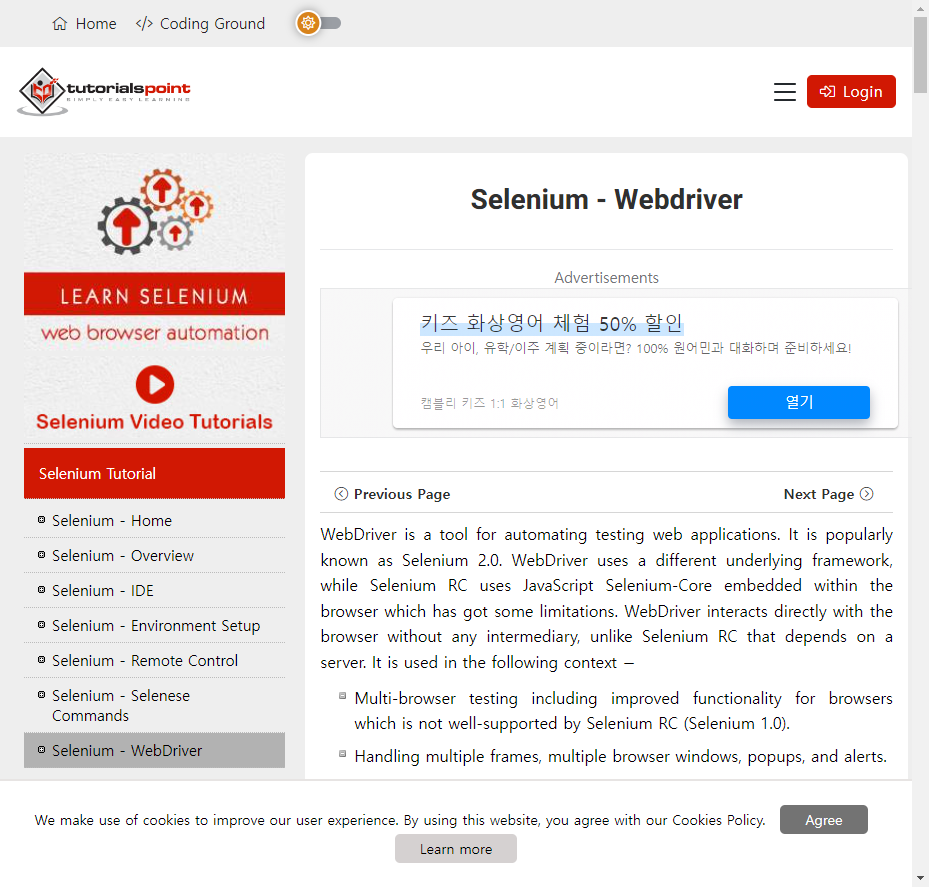 Home
</> Coding Ground
tutorialspoint
SIMPLY EASY LEARNING
Login
LEARN SELENIUM
web browser automation
Selenium Video Tutorials
Selenium Tutorial
Selenium - Home
Selenium - Overview
Selenium - IDE
Selenium - Environment Setup
Selenium - Remote Control
Selenium - Selenese
Commands
Selenium - WebDriver
Selenium - Webdriver
Advertisements
키즈 화상영어 체험 50% 할인
우리 아이, 유학/이주 계획 중이라면? 100% 원어민과 대화하며 준비하세요!
캠블리 키즈 1:1 화상영어
열기
Previous Page
Next Page
WebDriver is a tool for automating testing web applications. It is popularly
known as Selenium 2.0. WebDriver uses a different underlying framework,
while Selenium RC uses JavaScript Selenium-Core embedded within the
browser which has got some limitations. WebDriver interacts directly with the
browser without any intermediary, unlike Selenium RC that depends on a
server. It is used in the following context −
Multi-browser testing including improved functionality for browsers
which is not well-supported by Selenium RC (Selenium 1.0).
Handling multiple frames, multiple browser windows, popups, and alerts.
We make use of cookies to improve our user experience. By using this website, you agree with our Cookies Policy.
Agree
Learn more